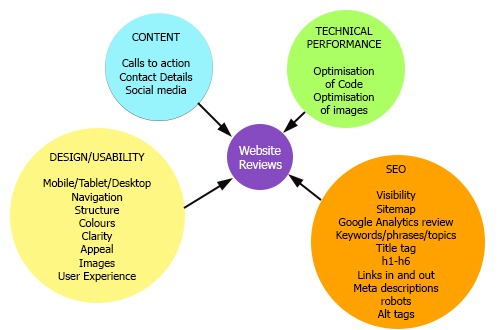 CONTENT
Calls to action
Contact Details
Social media
TECHNICAL
PERFORMANCE
Optimisation
of Code
Optimisation
of images
Website
Reviews
DESIGN/USABILITY
Mobile/Tablet/Desktop
Navigation
Structure
Colours
Clarity
Appeal
Images
User Experience
SEO
Visibility
Sitemap
Google Analytics review
Keywords/phrases/topics
Title tag
h1-h6
Links in and out
Meta descriptions
robots
Alt tags